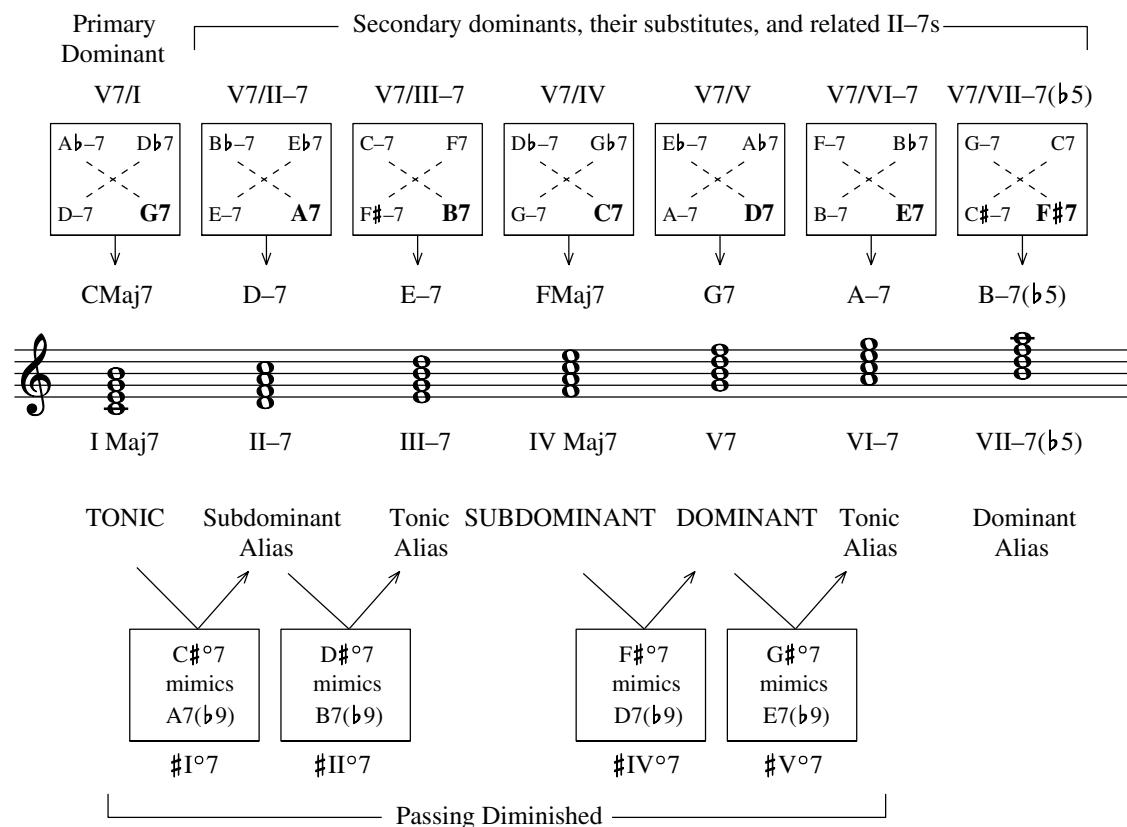 Primary
Dominant
Secondary dominants, their substitutes, and related II–7s
V7/I V7/II–7 V7/III–7 V7/IV V7/V V7/VI–7 V7/VII–7(♭5)
A♭–7 D♭7 B♭–7 E♭7 C–7 F7 D♭–7 G♭7 E♭–7 A♭7 F–7 B♭7 G–7 C7
D–7 G7 E–7 A7 F♯–7 B7 G–7 C7 A–7 D7 B–7 E7 C♯–7 F♯7
CMaj7 D–7 E–7 FMaj7 G7 A–7 B–7(♭5)
I Maj7 II–7 III–7 IV Maj7 V7 VI–7 VII–7(♭5)
TONIC Subdominant Tonic SUBDOMINANT DOMINANT Tonic Dominant
Alias Alias Alias Alias
C♯°7 D♯°7 F♯°7 G♯°7
mimics mimics mimics mimics
A7(♭9) B7(♭9) D7(♭9) E7(♭9)
♯I°7 ♯II°7 ♯IV°7 ♯V°7
Passing Diminished